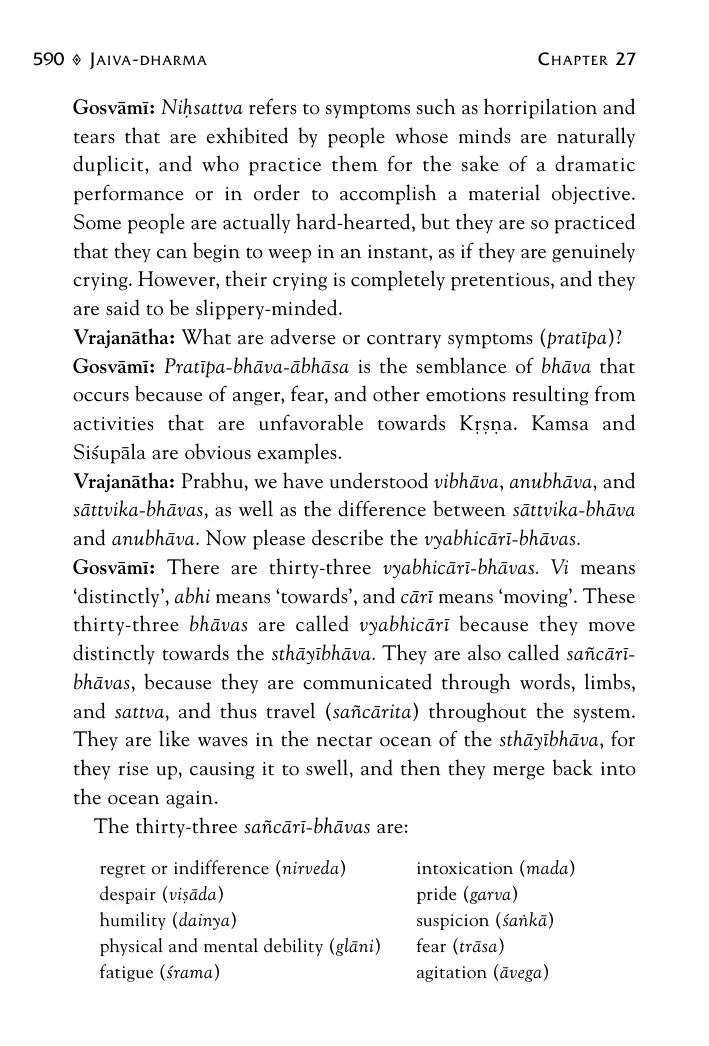 590 ◊ JAIVA-DHARMA CHAPTER 27
Gosvāmī: Niḥsattva refers to symptoms such as horripilation and
tears that are exhibited by people whose minds are naturally
duplicit, and who practice them for the sake of a dramatic
performance or in order to accomplish a material objective.
Some people are actually hard-hearted, but they are so practiced
that they can begin to weep in an instant, as if they are genuinely
crying. However, their crying is completely pretentious, and they
are said to be slippery-minded.
Vrajanātha: What are adverse or contrary symptoms (pratīpa)?
Gosvāmī: Pratīpa-bhāva-ābhāsa is the semblance of bhāva that
occurs because of anger, fear, and other emotions resulting from
activities that are unfavorable towards Kṛṣṇa. Kamsa and
Siśupāla are obvious examples.
Vrajanātha: Prabhu, we have understood vibhāva, anubhāva, and
sāttvika-bhāvas, as well as the difference between sāttvika-bhāva
and anubhāva. Now please describe the vyabhicārī-bhāvas.
Gosvāmī: There are thirty-three vyabhicārī-bhāvas. Vi means
‘distinctly’, abhi means ‘towards’, and cārī means ‘moving’. These
thirty-three bhāvas are called vyabhicārī because they move
distinctly towards the sthāyībhāva. They are also called sañcārī-
bhāvas, because they are communicated through words, limbs,
and sattva, and thus travel (sañcārita) throughout the system.
They are like waves in the nectar ocean of the sthāyībhāva, for
they rise up, causing it to swell, and then they merge back into
the ocean again.
The thirty-three sañcārī-bhāvas are:
regret or indifference (nirveda) intoxication (mada)
despair (viṣāda) pride (garva)
humility (dainya) suspicion (śaṅkā)
physical and mental debility (glāni) fear (trāsa)
fatigue (śrama) agitation (āvega)